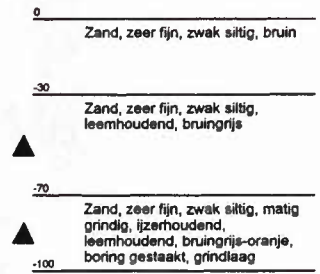 0
Zand, zeer fijn, zwak siltig, bruin
-30
Zand, zeer fijn, zwak siltig,
leemhoudend, bruingrijs
-70
Zand, zeer fijn, zwak siltig, matig
grindig, ijzerhoudend,
leemhoudend, bruingrijs-oranje,
boring gestaakt, grindlaag
-100